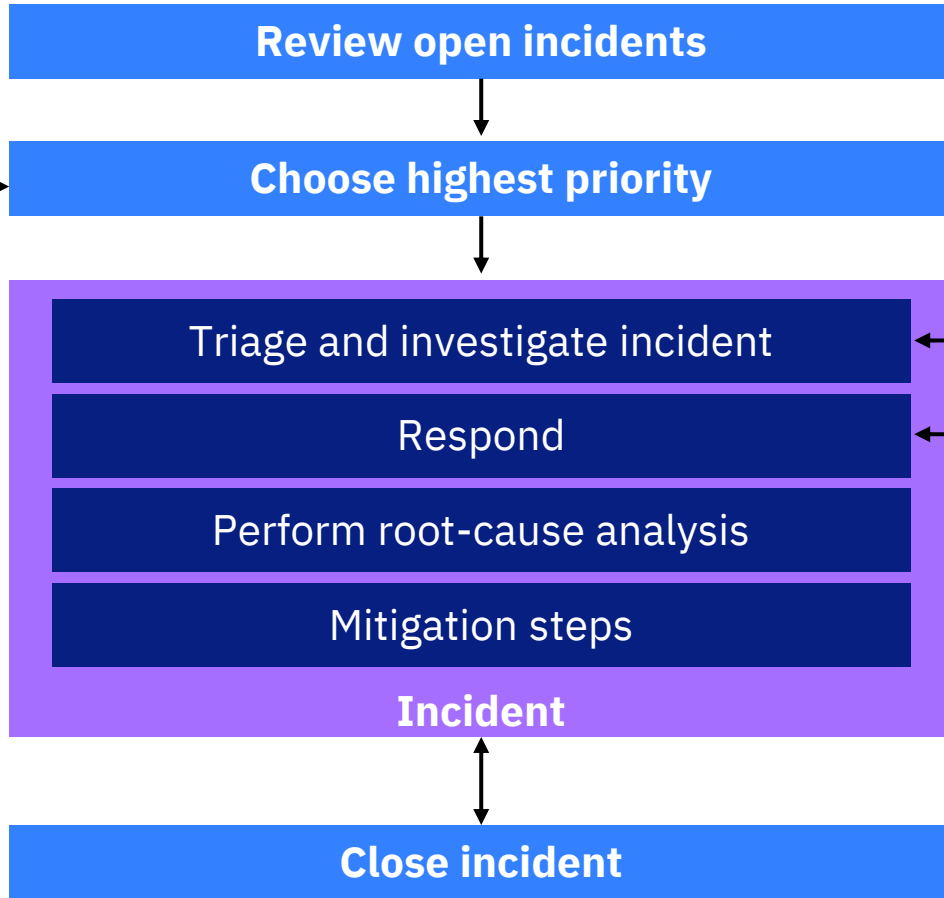 Review open incidents
Choose highest priority
Triage and investigate incident
Respond
Perform root-cause analysis
Mitigation steps
Incident
Close incident